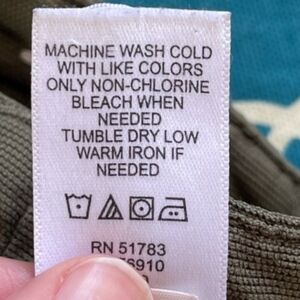 MACHINE WASH COLD
WITH LIKE COLORS
ONLY NON-CHLORINE
BLEACH WHEN
NEEDED
TUMBLE DRY LOW
WARM IRON IF
NEEDED
RN 51783